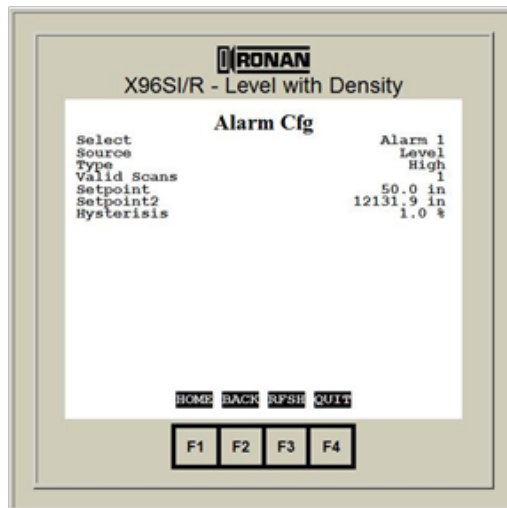 RONAN
X96SI/R - Level with Density
Alarm Cfg
Select Alarm 1
Source Level
Type High
Valid Scans 1
Setpoint 50.0 in
Setpoint2 12131.9 in
Hysterisis 1.0 %
HOME BACK RFSH QUIT
F1 F2 F3 F4